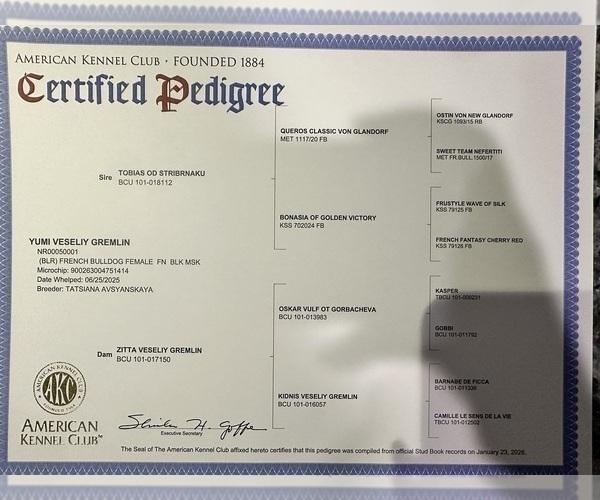 AMERICAN KENNEL CLUB • FOUNDED 1884
Certified Pedigree
OSTIN VON NEW GLANDORF
KSCG 1093/15 RB
QUEROS CLASSIC VON GLANDORF
MET 1117/20 FB
SWEET TEAM NEFERTITI
MET FR.BULL.1500/17
Sire TOBIAS OD STRIBRNAKU
BCU 101-018112
FRUSTYLE WAVE OF SILK
KSS 79125 FB
BONASIA OF GOLDEN VICTORY
KSS 702024 FB
FRENCH FANTASY CHERRY RED
KSS 79126 FB
YUMI VESELIY GREMLIN
NR00050001
(BLR) FRENCH BULLDOG FEMALE FN BLK MSK
Microchip: 900263004751414
Date Whelped: 06/25/2025
Breeder: TATSIANA AVSYANSKAYA
KASPER
TBCU 101-009231
OSKAR VULF OT GORBACHEVA
BCU 101-013983
GOBBI
BCU 101-011792
Dam ZITTA VESELIY GREMLIN
BCU 101-017150
BARNABE DE FICCA
BCU 101-011336
KIDNIS VESELIY GREMLIN
BCU 101-016057
CAMILLE LE SENS DE LA VIE
TBCU 101-012502
AMERICAN KENNEL CLUB
AKC
FOUNDED 1884
AMERICAN
KENNEL CLUB™
Executive Secretary
The Seal of The American Kennel Club affixed hereto certifies that this pedigree was compiled from official Stud Book records on January 23, 2026.